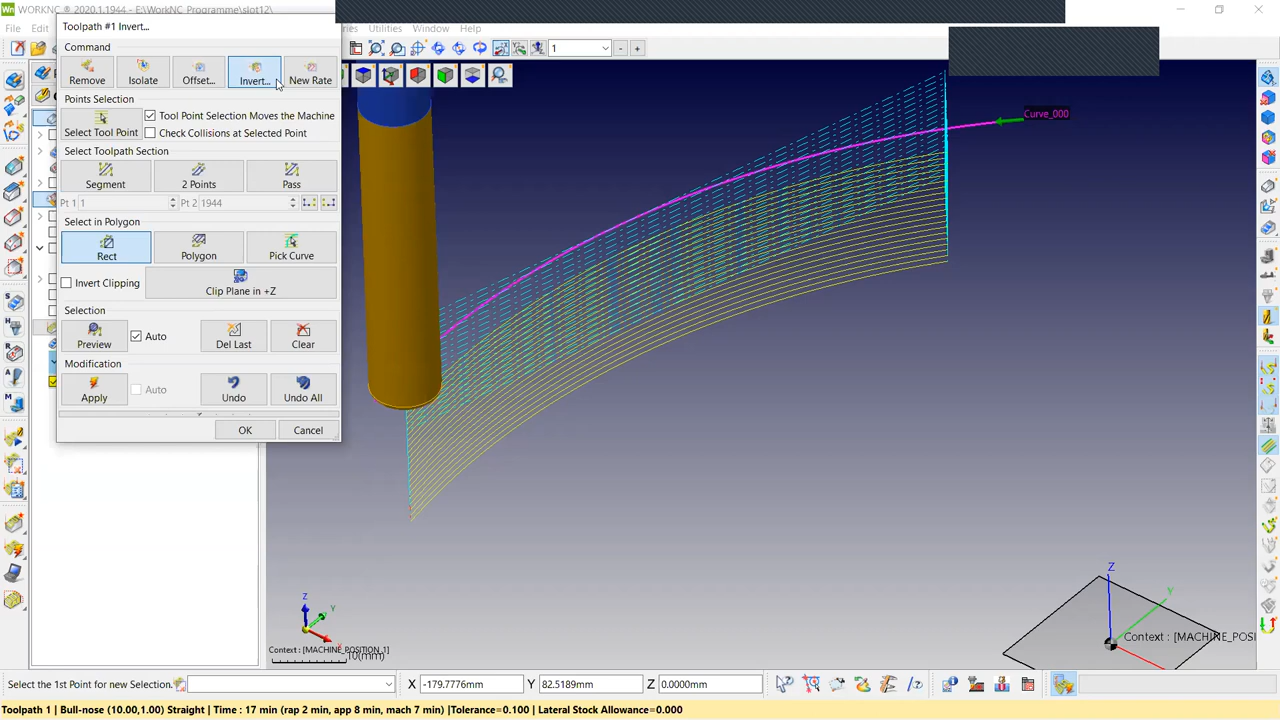 WORKNC ® 2020.1.1944 - E:\WorkNC Programme\slot12\
File Edit Utilities Window Help
Toolpath #1 Invert...
Command
Remove Isolate Offset... Invert... New Rate
1
Points Selection
Select Tool Point
Tool Point Selection Moves the Machine
Check Collisions at Selected Point
Select Toolpath Section
Segment 2 Points Pass
Pt 1 1 Pt 2 1944
Select in Polygon
Rect Polygon Pick Curve
Invert Clipping Clip Plane in +Z
Selection
Preview Auto Del Last Clear
Modification
Apply Auto Undo Undo All
OK Cancel
Curve_000
Z
Y
X
Context : [MACHINE_POSITION_1]
10(mm)
Z
Y
Context : [MACHINE_POSI
Select the 1st Point for new Selection. X -179.7776mm Y 82.5189mm Z 0.0000mm
Toolpath 1 | Bull-nose (10.00,1.00) Straight | Time : 17 min (rap 2 min, app 8 min, mach 7 min) |Tolerance=0.100 | Lateral Stock Allowance=0.000